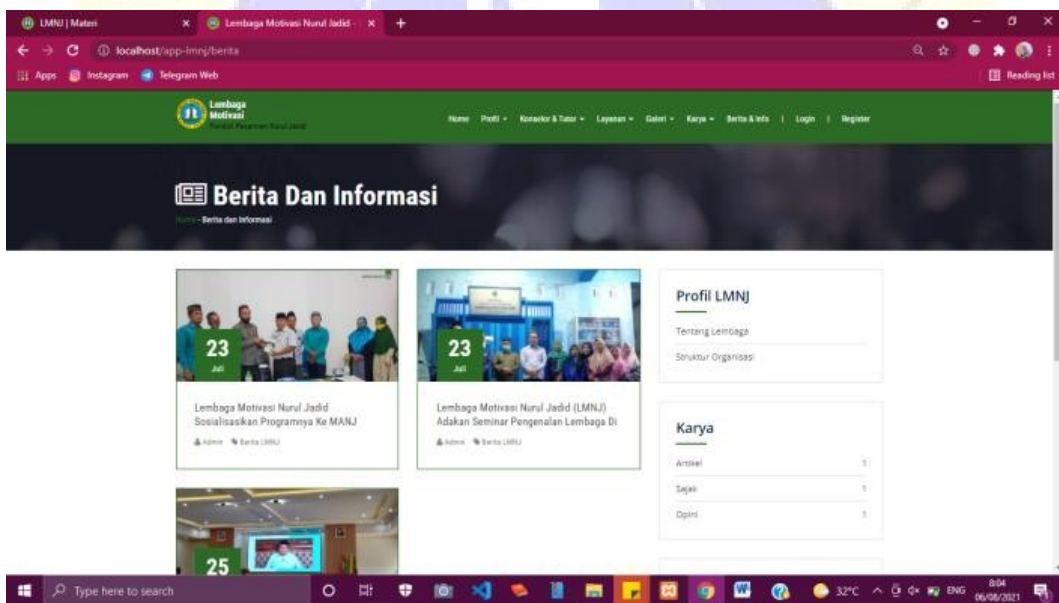 LMNJ | Materi
Lembaga Motivasi Nurul Jadid -
localhost/app-lmnj/berita
Apps Instagram Telegram Web Reading list
Lembaga
Motivasi
Home Profil Konselor & Tutor Layanan Galeri Karya Berita & Info | Login | Register
Berita Dan Informasi
Home - Berita dan Informasi
23
Juli
Lembaga Motivasi Nurul Jadid
Sosialisasikan Programnya Ke MANJ
Admin Berita LMNJ
23
Juli
Lembaga Motivasi Nurul Jadid (LMNJ)
Adakan Seminar Pengenalan Lembaga Di
Admin Berita LMNJ
25
Profil LMNJ
Tentang Lembaga
Struktur Organisasi
Karya
Artikel 1
Sajak 1
Opini 1
Type here to search
32°C ENG
8:04
06/08/2021